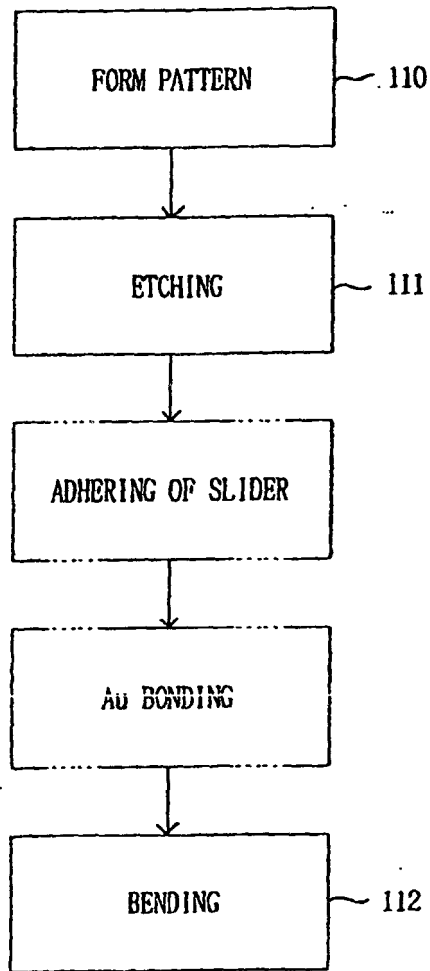 FORM PATTERN 110
ETCHING 111
ADHERING OF SLIDER
Au BONDING
BENDING 112